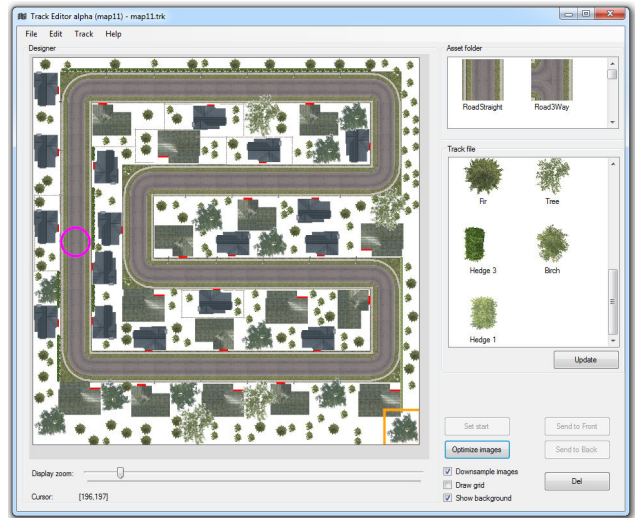 Track Editor alpha (map11) - map11.trk
File Edit Track Help
Designer
Asset folder
RoadStraight Road3Way
Track file
Fir Tree
Hedge 3 Birch
Hedge 1
Update
Set start Send to Front
Optimize images Send to Back
Display zoom:
Downsample images
Draw grid
Del
Cursor: [196,197]
Show background